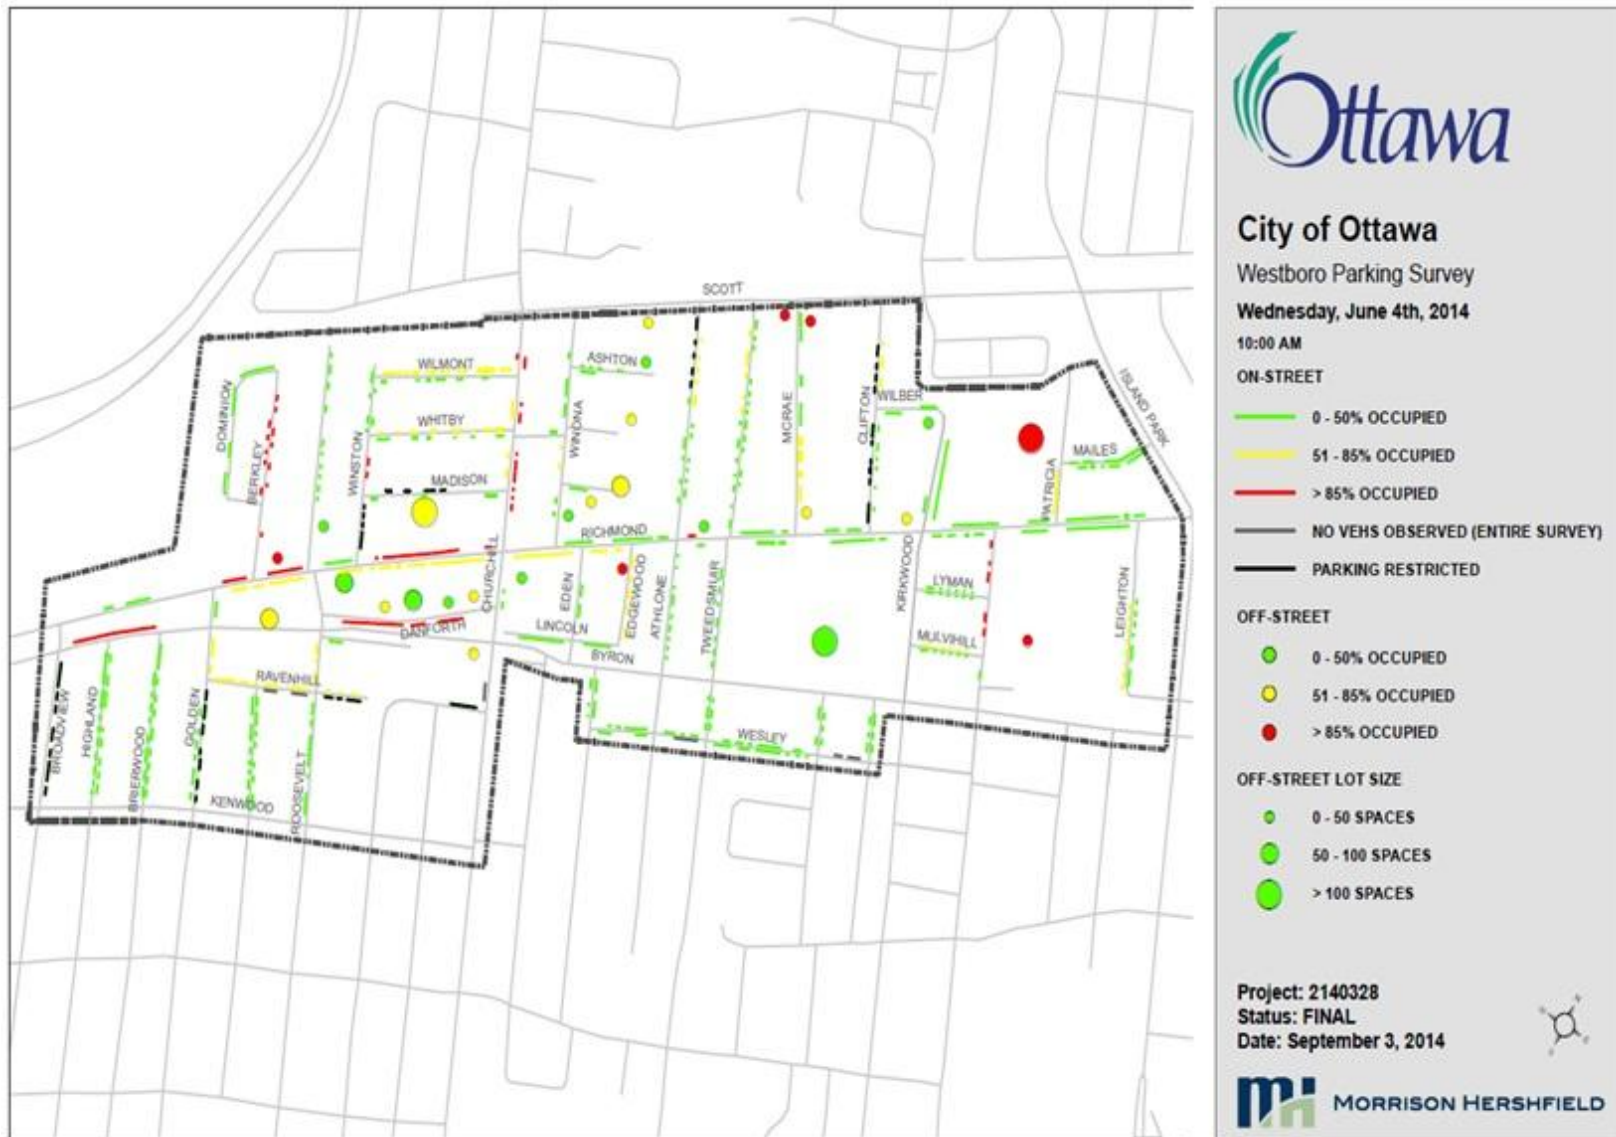 SCOTT
ISLAND PARK
WILMONT
ASHTON
DOMINION
WILBER
WHITBY
WINONA
MCRAE
CLIFTON
BERKLEY
WINSTON
MAILES
MADISON
PATRICIA
RICHMOND
CHURCHILL
EDEN
EDGEWOOD
ATHLONE
TWEEDSMUIR
KIRKWOOD
LYMAN
LEIGHTON
DANFORTH
LINCOLN
MULVIHILL
BYRON
RAVENHILL
BROADVIEW
HIGHLAND
BRIERWOOD
GOLDEN
WESLEY
ROOSEVELT
KENWOOD
Ottawa
City of Ottawa
Westboro Parking Survey
Wednesday, June 4th, 2014
10:00 AM
ON-STREET
0 - 50% OCCUPIED
51 - 85% OCCUPIED
> 85% OCCUPIED
NO VEHS OBSERVED (ENTIRE SURVEY)
PARKING RESTRICTED
OFF-STREET
0 - 50% OCCUPIED
51 - 85% OCCUPIED
> 85% OCCUPIED
OFF-STREET LOT SIZE
0 - 50 SPACES
50 - 100 SPACES
> 100 SPACES
Project: 2140328
Status: FINAL
Date: September 3, 2014
MH MORRISON HERSHFIELD